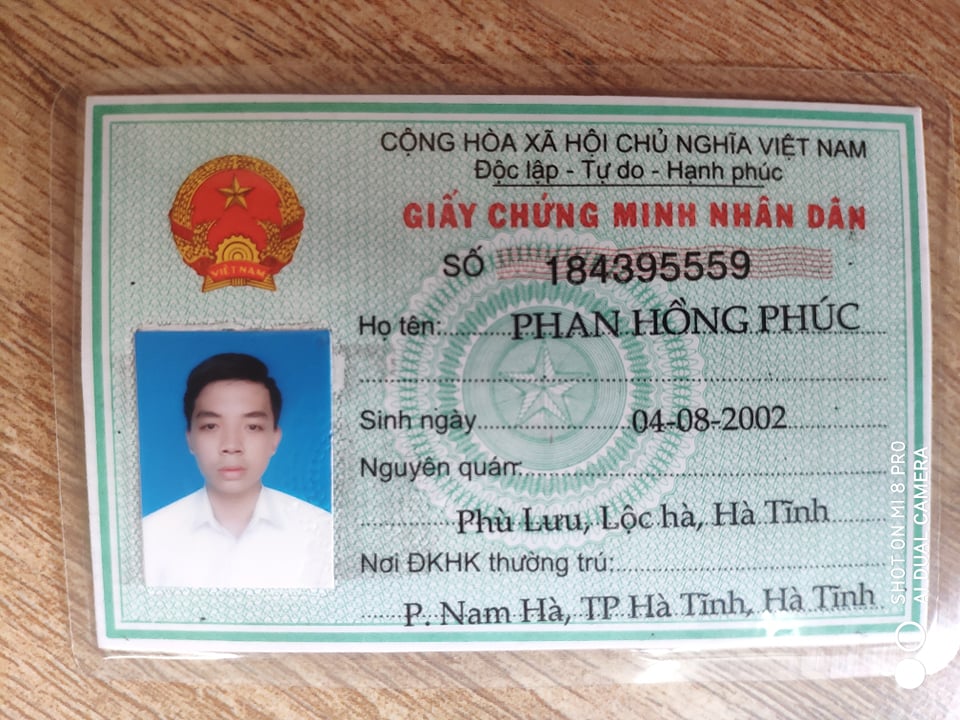 CỘNG HÒA XÃ HỘI CHỦ NGHĨA VIỆT NAM
Độc lập - Tự do - Hạnh phúc
GIẤY CHỨNG MINH NHÂN DÂN
SỐ 184395559
VIỆT NAM
Họ tên: PHAN HỒNG PHÚC
Sinh ngày 04-08-2002
Nguyên quán:
Phù Lưu, Lộc hà, Hà Tĩnh
Nơi ĐKHK thường trú:
P. Nam Hà, TP Hà Tĩnh, Hà Tĩnh
SHOT ON MI 8 PRO
AI DUAL CAMERA